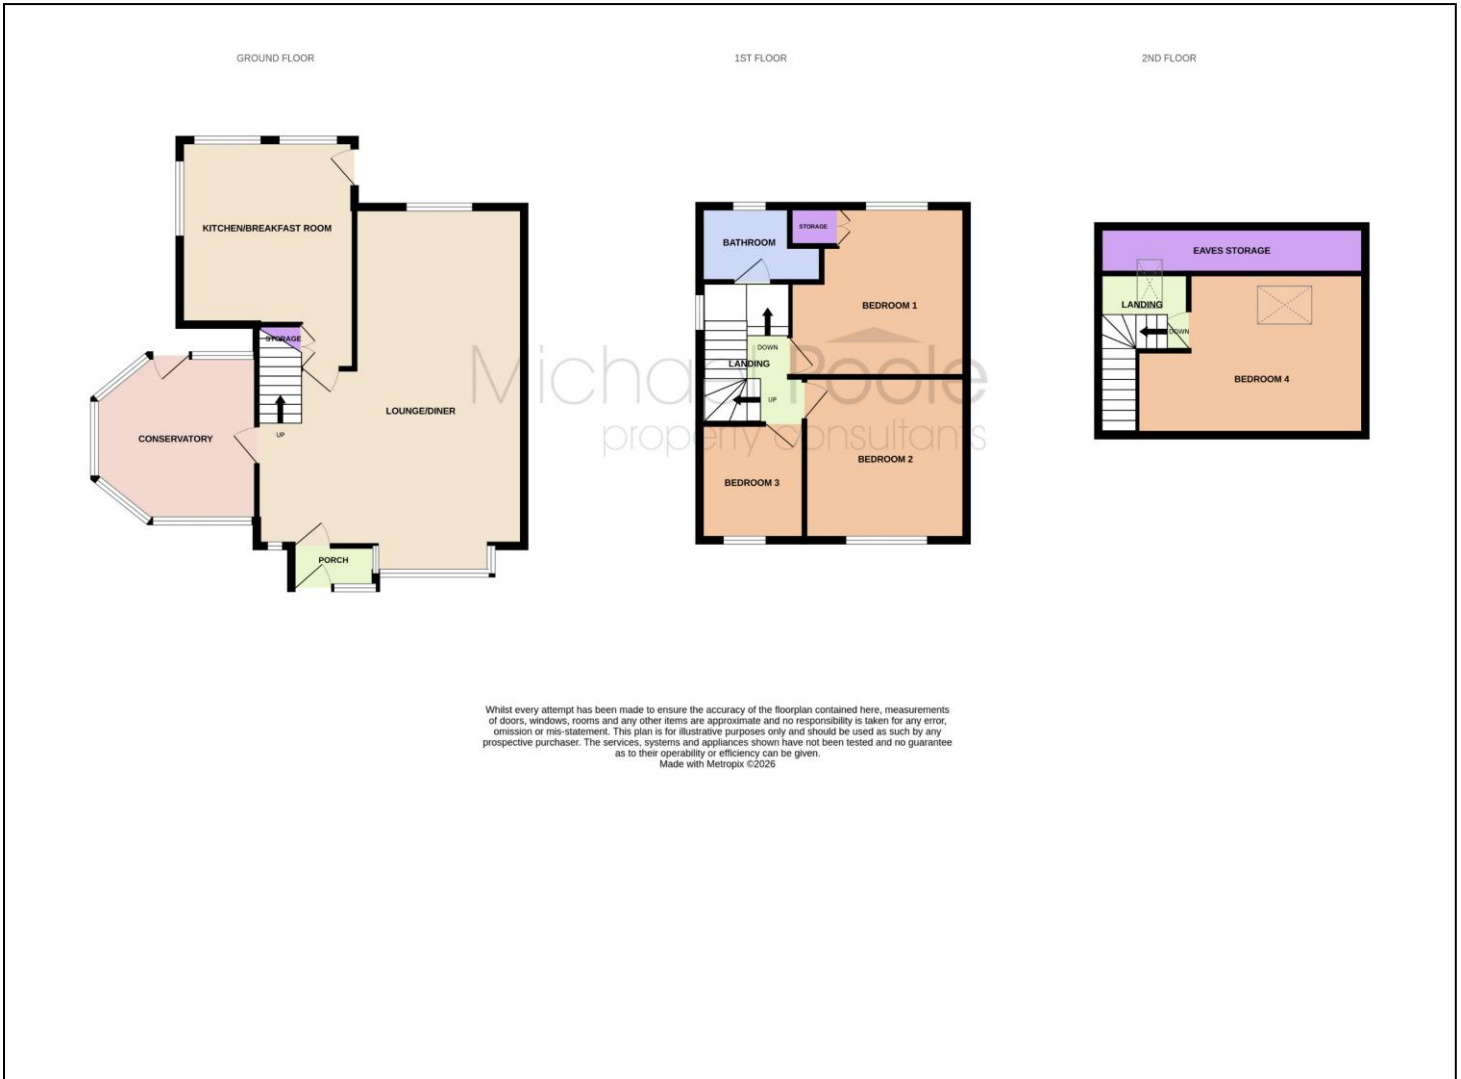 GROUND FLOOR
1ST FLOOR
2ND FLOOR
KITCHEN/BREAKFAST ROOM
STORAGE
LOUNGE/DINER
CONSERVATORY
UP
PORCH
BATHROOM
STORAGE
BEDROOM 1
DOWN
LANDING
UP
BEDROOM 2
BEDROOM 3
EAVES STORAGE
LANDING
DOWN
BEDROOM 4
Michael Poole
property consultants
Whilst every attempt has been made to ensure the accuracy of the floorplan contained here, measurements
of doors, windows, rooms and any other items are approximate and no responsibility is taken for any error,
omission or mis-statement. This plan is for illustrative purposes only and should be used as such by any
prospective purchaser. The services, systems and appliances shown have not been tested and no guarantee
as to their operability or efficiency can be given.
Made with Metropix ©2026